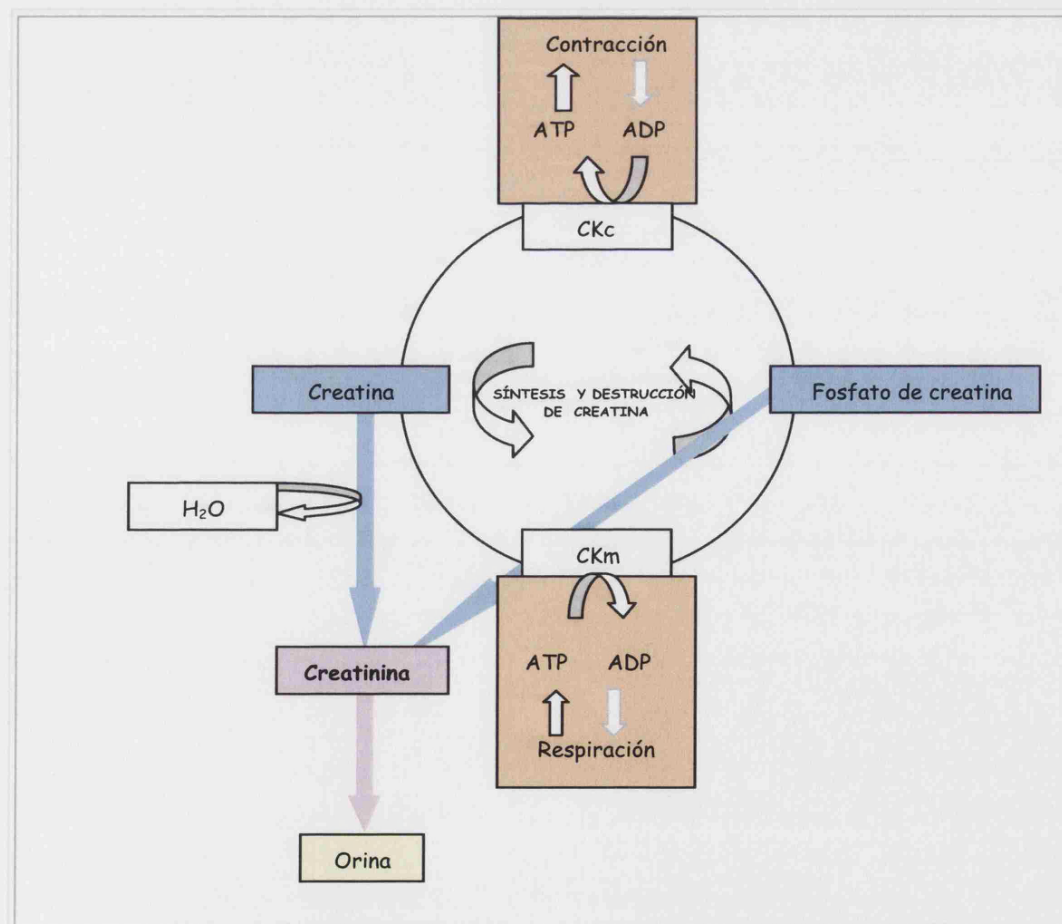 Contracción
ATP ADP
CKc
Creatina
SÍNTESIS Y DESTRUCCIÓN
DE CREATINA
Fosfato de creatina
H₂O
CKm
ATP ADP
Creatinina
Respiración
Orina